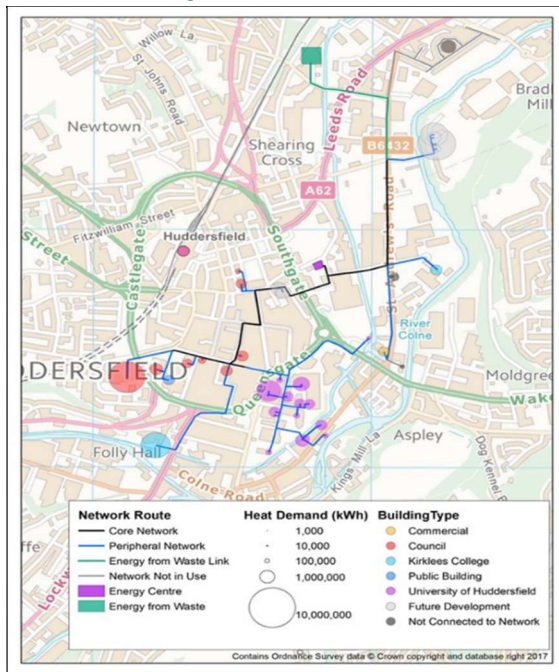 Willow La
St Johns Road
Newtown
Leeds Road
Brad
Mill
Shearing
Cross
B6432
A62
Fitzwilliam Street
Huddersfield
Street
Castlegate
Southgate
St Andrew's Road
River
Colne
DDERSFIELD
Queensgate
Moldgree
Wake
Aspley
Kings Mill La
Dog Kennel
Folly Hall
Colne Road
ffe
Lockw
Network Route
Core Network
Peripheral Network
Energy from Waste Link
Network Not in Use
Energy Centre
Energy from Waste
Heat Demand (kWh)
1,000
10,000
100,000
1,000,000
10,000,000
BuildingType
Commercial
Council
Kirklees College
Public Building
University of Huddersfield
Future Development
Not Connected to Network
Contains Ordnance Survey data © Crown copyright and database right 2017